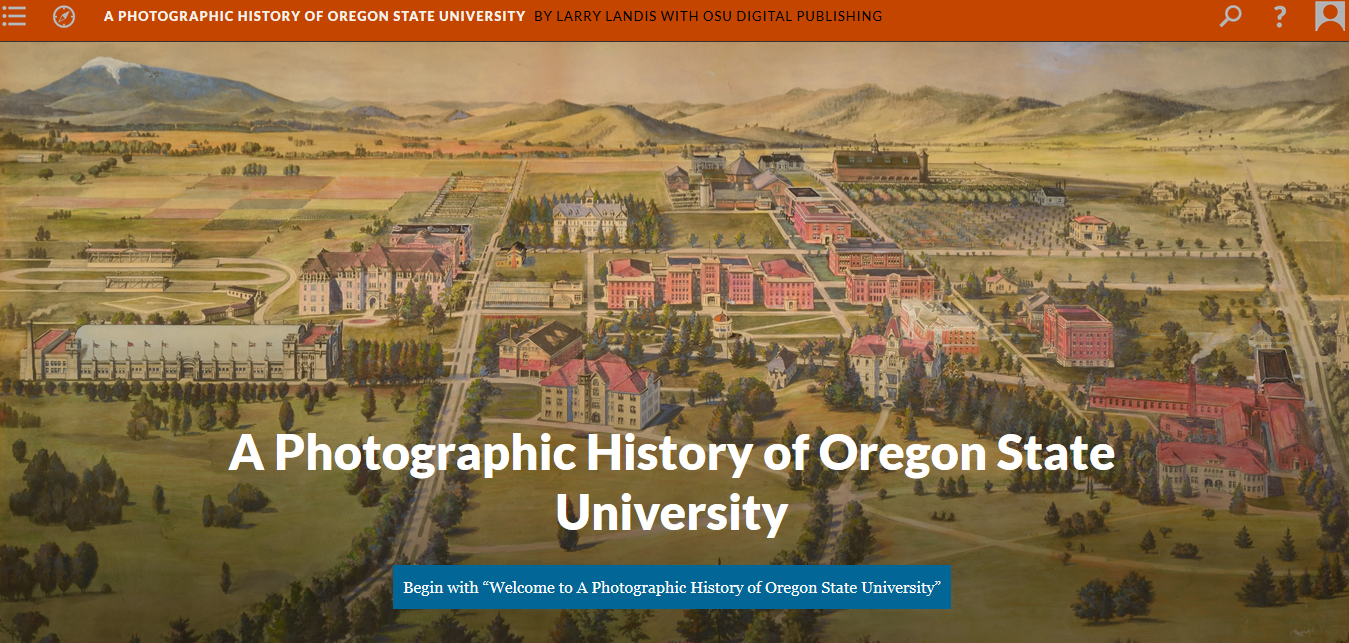 A PHOTOGRAPHIC HISTORY OF OREGON STATE UNIVERSITY BY LARRY LANDIS WITH OSU DIGITAL PUBLISHING
A Photographic History of Oregon State
University
Begin with “Welcome to A Photographic History of Oregon State University”